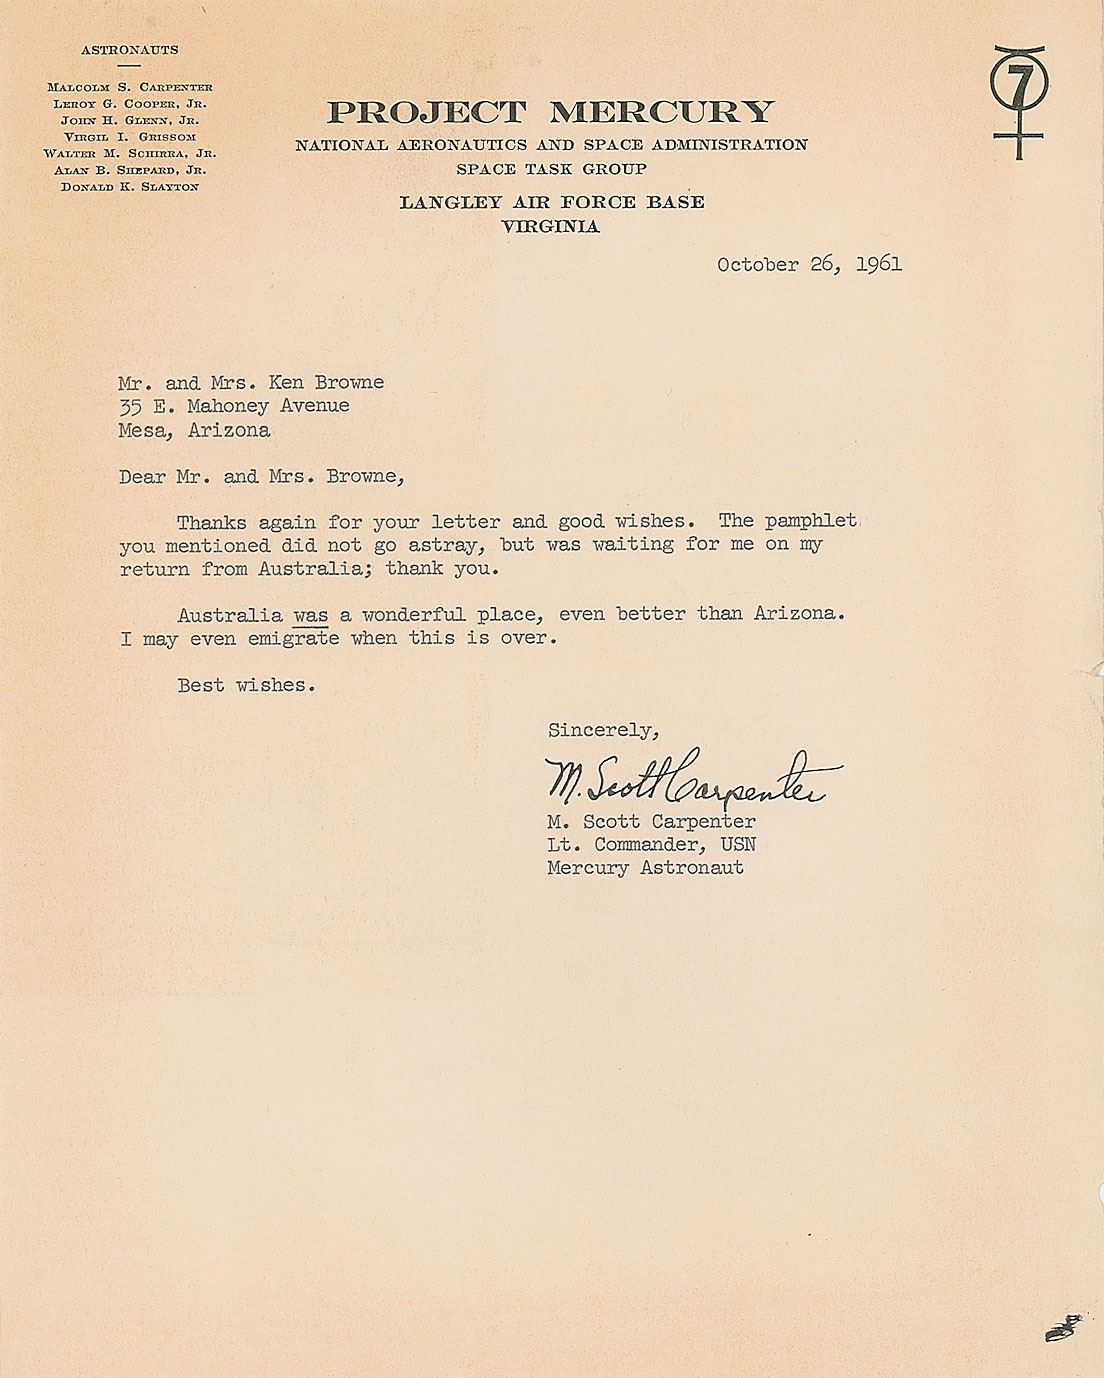 ASTRONAUTS
MALCOLM S. CARPENTER
LEROY G. COOPER, JR.
JOHN H. GLENN, JR.
VIRGIL I. GRISSOM
WALTER M. SCHIRRA, JR.
ALAN B. SHEPARD, JR.
DONALD K. SLAYTON
7
PROJECT MERCURY
NATIONAL AERONAUTICS AND SPACE ADMINISTRATION
SPACE TASK GROUP
LANGLEY AIR FORCE BASE
VIRGINIA
October 26, 1961
Mr. and Mrs. Ken Browne
35 E. Mahoney Avenue
Mesa, Arizona
Dear Mr. and Mrs. Browne,
Thanks again for your letter and good wishes. The pamphlet
you mentioned did not go astray, but was waiting for me on my
return from Australia; thank you.
Australia was a wonderful place, even better than Arizona.
I may even emigrate when this is over.
Best wishes.
Sincerely,
M. Scott Carpenter
M. Scott Carpenter
Lt. Commander, USN
Mercury Astronaut